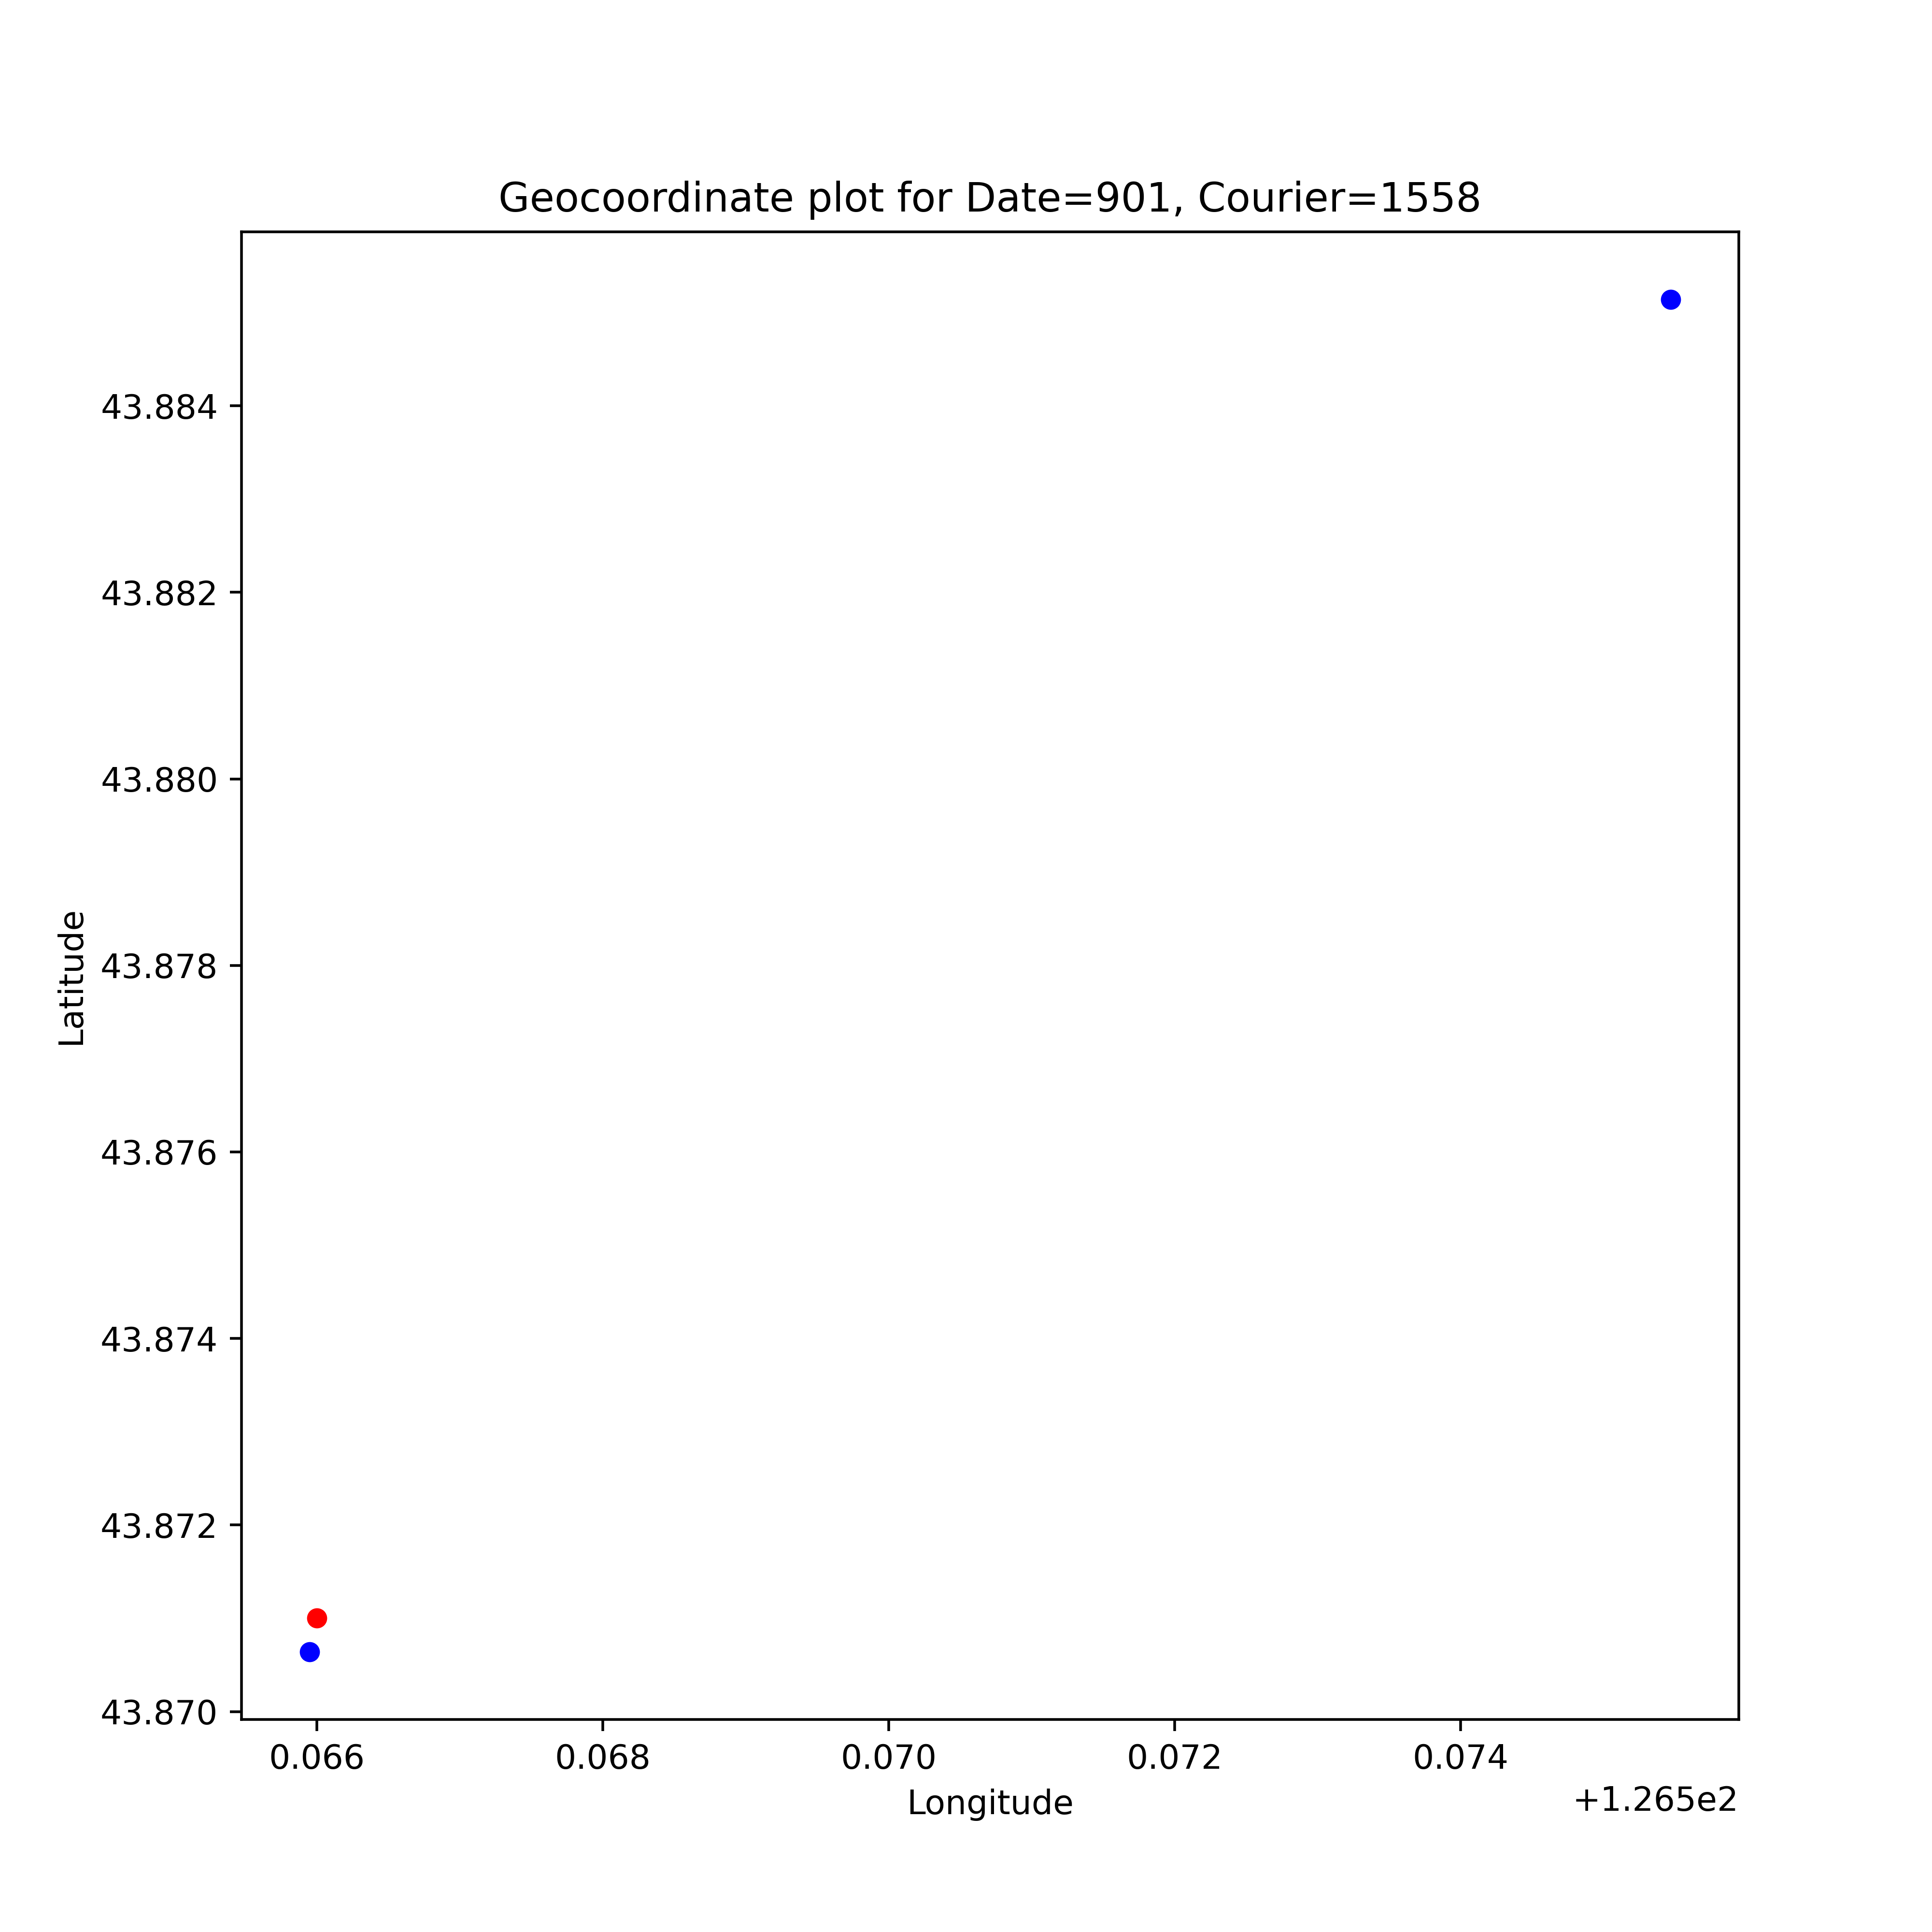 Geocoordinate plot for Date=901, Courier=1558
43.884
43.882
43.880
43.878
43.876
43.874
43.872
43.870
Latitude
0.066 0.068 0.070 0.072 0.074
Longitude
+1.265e2